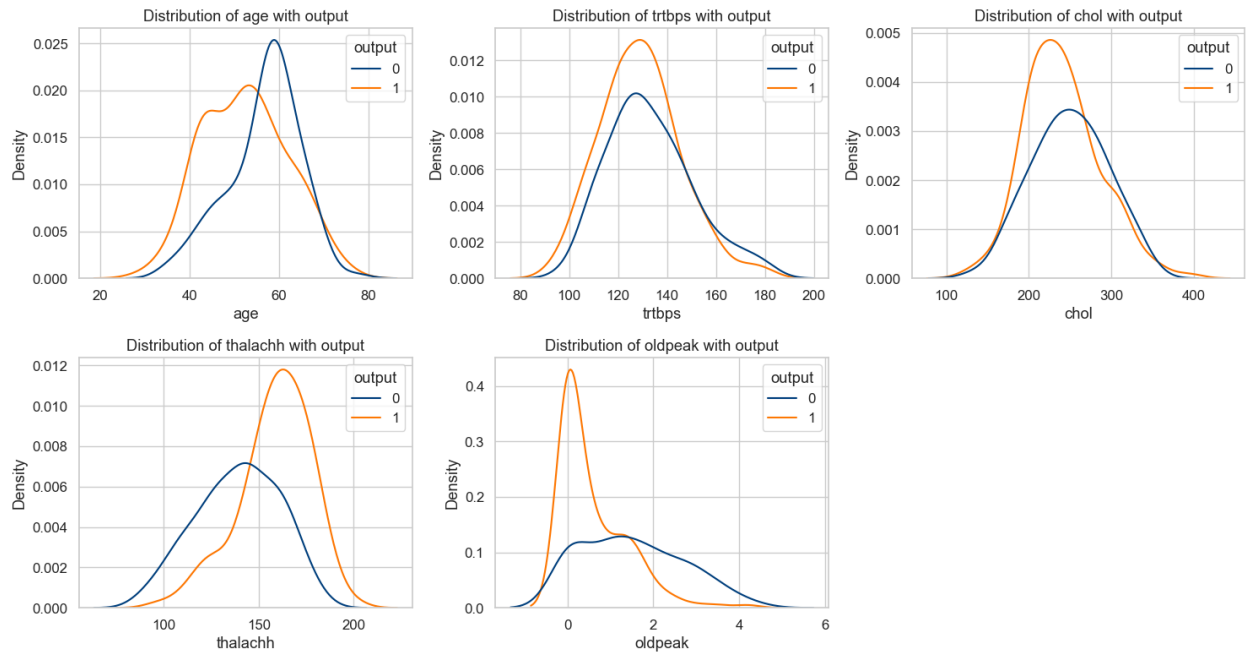 Distribution of age with output
0.025
0.020
0.015
0.010
0.005
0.000
Density
20 40 60 80
age
output
0
1
Distribution of trtbps with output
0.012
0.010
0.008
0.006
0.004
0.002
0.000
Density
80 100 120 140 160 180 200
trtbps
output
0
1
Distribution of chol with output
0.005
0.004
0.003
0.002
0.001
0.000
Density
100 200 300 400
chol
output
0
1
Distribution of thalachh with output
0.012
0.010
0.008
0.006
0.004
0.002
0.000
Density
100 150 200
thalachh
output
0
1
Distribution of oldpeak with output
0.4
0.3
0.2
0.1
0.0
Density
0 2 4 6
oldpeak
output
0
1